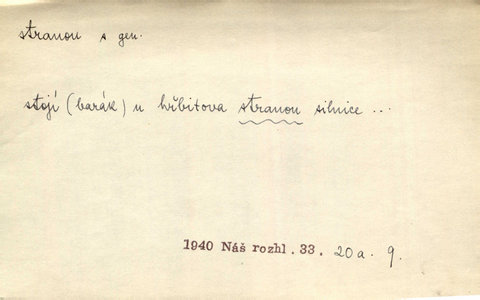 stranou s gen.
stojí (barák) u hřbitova stranou silnice ...
1940 Náš rozhl. 33. 20a. 9.